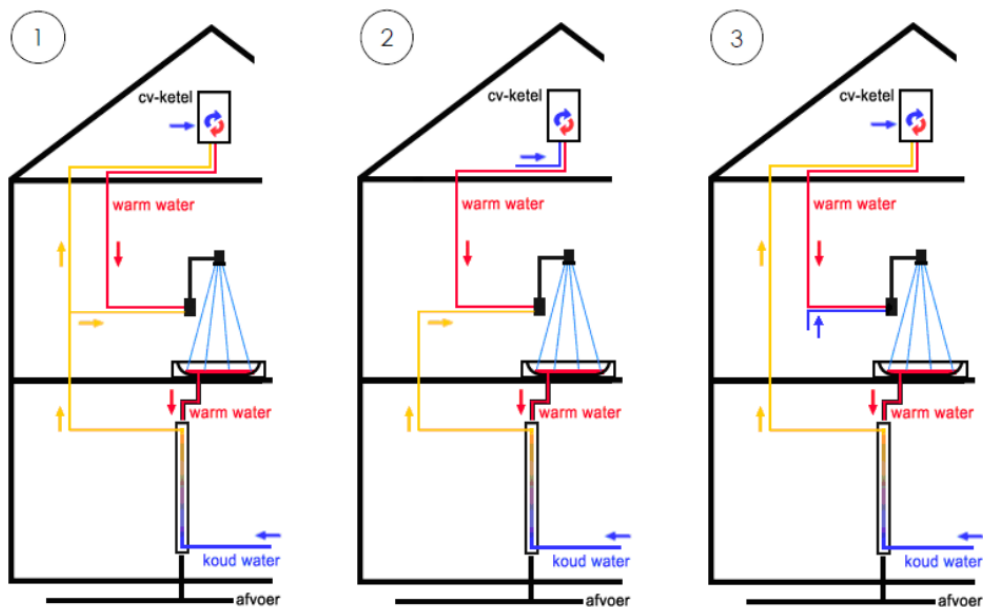 1
cv-ketel
warm water
warm water
koud water
afvoer
2
cv-ketel
warm water
warm water
koud water
afvoer
3
cv-ketel
warm water
warm water
koud water
afvoer